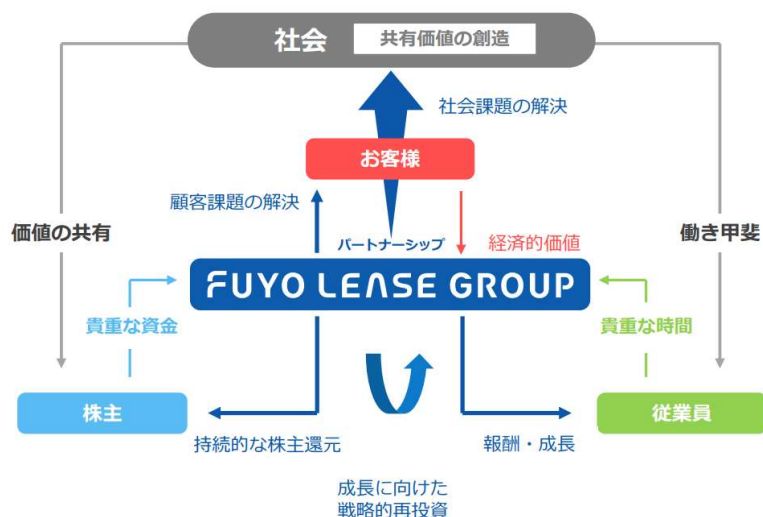 社会
共有価値の創造
社会課題の解決
お客様
顧客課題の解決
価値の共有
パートナーシップ
経済的価値
働き甲斐
FUYO LEASE GROUP
貴重な資金
貴重な時間
株主
従業員
持続的な株主還元
報酬・成長
成長に向けた
戦略的再投資